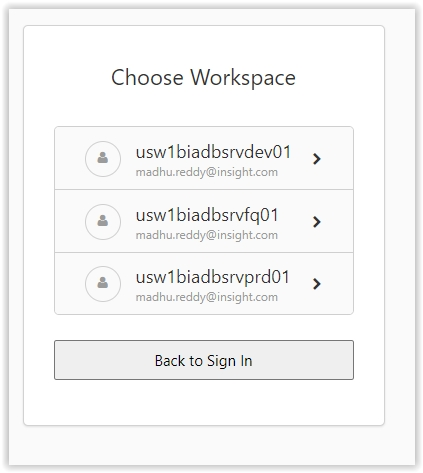 Choose Workspace
usw1biadbsrvdev01
madhu.reddy@insight.com
usw1biadbsrvfq01
madhu.reddy@insight.com
usw1biadbsrvprd01
madhu.reddy@insight.com
Back to Sign In